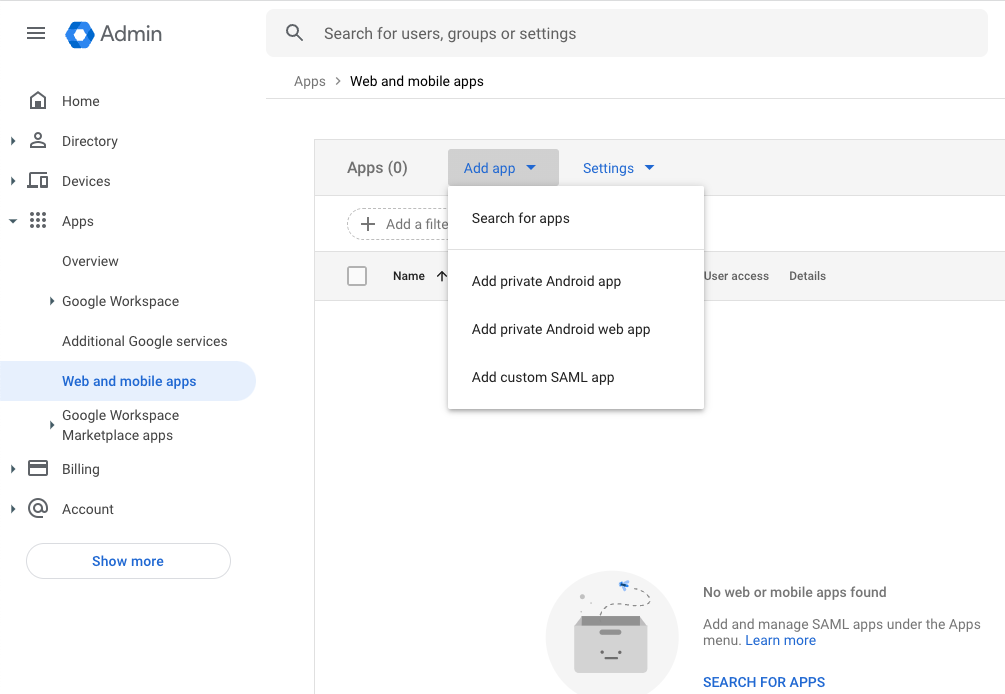 Admin
Search for users, groups or settings
Apps > Web and mobile apps
Home
Directory
Devices
Apps
Overview
Google Workspace
Additional Google services
Web and mobile apps
Google Workspace
Marketplace apps
Billing
Account
Show more
Apps (0)
Add app
Settings
Add a filte
Search for apps
Add private Android app
Add private Android web app
Add custom SAML app
Name
User access
Details
No web or mobile apps found
Add and manage SAML apps under the Apps
menu. Learn more
SEARCH FOR APPS